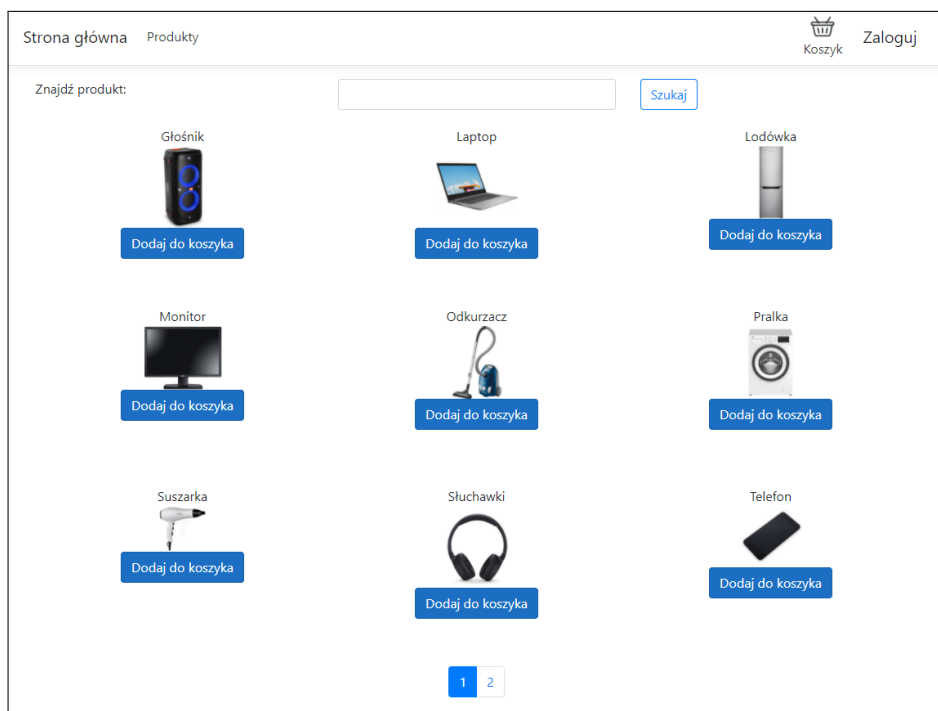 Strona główna Produkty Koszyk Zaloguj
Znajdź produkt: Szukaj
Głośnik Laptop Lodówka
Dodaj do koszyka Dodaj do koszyka Dodaj do koszyka
Monitor Odkurzacz Pralka
Dodaj do koszyka Dodaj do koszyka Dodaj do koszyka
Suszarka Słuchawki Telefon
Dodaj do koszyka Dodaj do koszyka Dodaj do koszyka
1 2